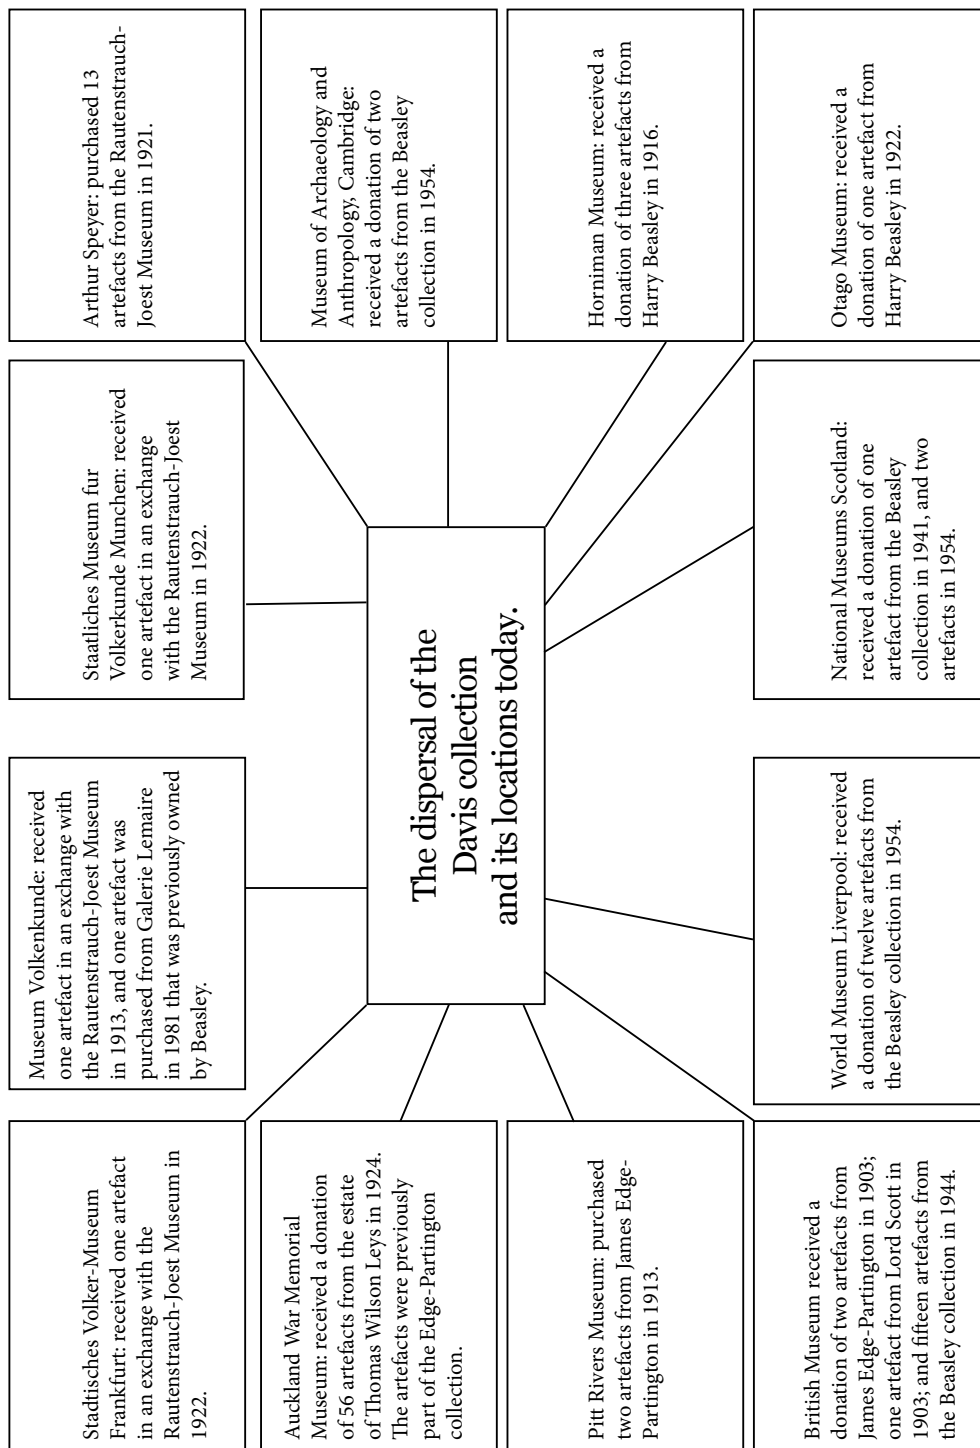 Stadtisches Volker-Museum
Frankfurt: received one artefact
in an exchange with the
Rautenstrauch-Joest Museum in
1922.
Museum Volkenkunde: received
one artefact in an exchange with
the Rautenstrauch-Joest Museum
in 1913, and one artefact was
purchased from Galerie Lemaire
in 1981 that was previously owned
by Beasley.
Staatliches Museum fur
Volkerkunde Munchen: received
one artefact in an exchange
with the Rautenstrauch-Joest
Museum in 1922.
Arthur Speyer: purchased 13
artefacts from the Rautenstrauch-
Joest Museum in 1921.
Auckland War Memorial
Museum: received a donation
of 56 artefacts from the estate
of Thomas Wilson Leys in 1924.
The artefacts were previously
part of the Edge-Partington
collection.
The dispersal of the
Davis collection
and its locations today.
Museum of Archaeology and
Anthropology, Cambridge:
received a donation of two
artefacts from the Beasley
collection in 1954.
Pitt Rivers Museum: purchased
two artefacts from James Edge-
Partington in 1913.
Horniman Museum: received a
donation of three artefacts from
Harry Beasley in 1916.
British Museum received a
donation of two artefacts from
James Edge-Partington in 1903;
one artefact from Lord Scott in
1903; and fifteen artefacts from
the Beasley collection in 1944.
World Museum Liverpool: received
a donation of twelve artefacts from
the Beasley collection in 1954.
National Museums Scotland:
received a donation of one
artefact from the Beasley
collection in 1941, and two
artefacts in 1954.
Otago Museum: received a
donation of one artefact from
Harry Beasley in 1922.